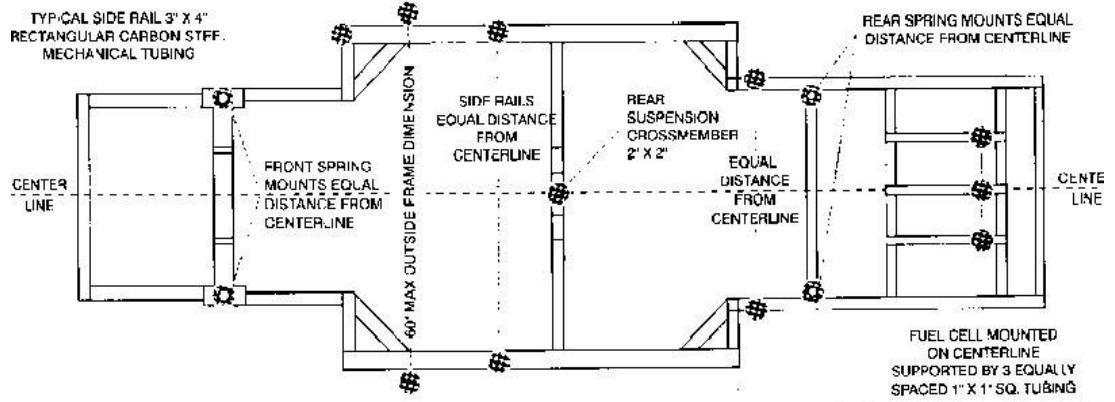 TYPICAL SIDE RAIL 3" X 4"
RECTANGULAR CARBON STEE.
MECHANICAL TUBING
REAR SPRING MOUNTS EQUAL
DISTANCE FROM CENTERLINE
60" MAX OUTSIDE FRAME DIMENSION
SIDE RAILS
EQUAL DISTANCE
FROM
CENTERLINE
REAR
SUSPENSION
CROSSMEMBER
2" X 2"
FRONT SPRING
MOUNTS EQUAL
DISTANCE FROM
CENTERLINE
EQUAL
DISTANCE
FROM
CENTERLINE
CENTER
LINE
CENTE
LINE
FUEL CELL MOUNTED
ON CENTERLINE
SUPPORTED BY 3 EQUALLY
SPACED 1" X 1" SQ. TUBING